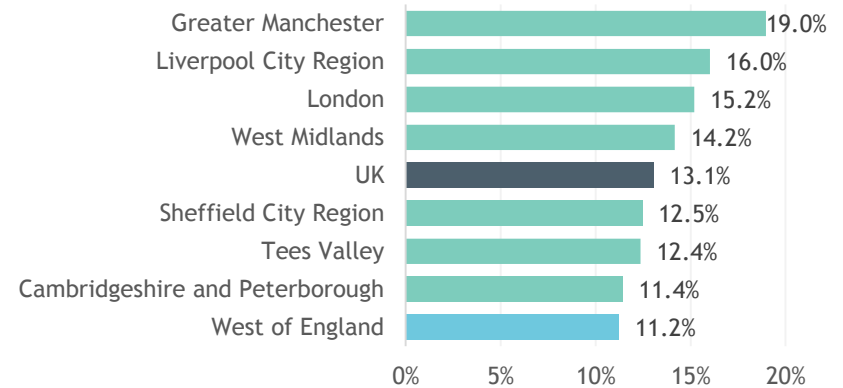 Greater Manchester 19.0%
Liverpool City Region 16.0%
London 15.2%
West Midlands 14.2%
UK 13.1%
Sheffield City Region 12.5%
Tees Valley 12.4%
Cambridgeshire and Peterborough 11.4%
West of England 11.2%
0% 5% 10% 15% 20%